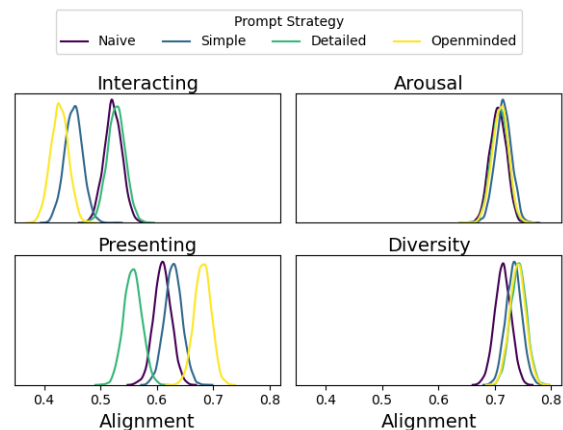 Prompt Strategy
Naive Simple Detailed Openminded
Interacting Arousal
Presenting Diversity
0.4 0.5 0.6 0.7 0.8 0.4 0.5 0.6 0.7 0.8
Alignment Alignment